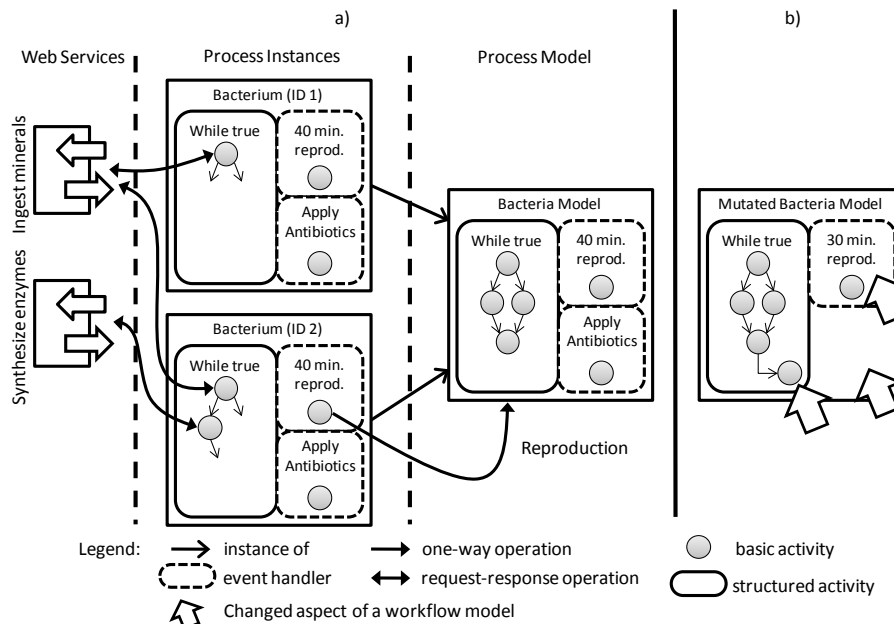 a)
b)
Web Services
Process Instances
Process Model
Ingest minerals
Synthesize enzymes
Bacterium (ID 1)
While true
40 min.
reprod.
Apply
Antibiotics
Bacterium (ID 2)
While true
40 min.
reprod.
Apply
Antibiotics
Bacteria Model
While true
40 min.
reprod.
Apply
Antibiotics
Reproduction
Mutated Bacteria Model
While true
30 min.
reprod.
Legend:
instance of
one-way operation
basic activity
event handler
request-response operation
structured activity
Changed aspect of a workflow model